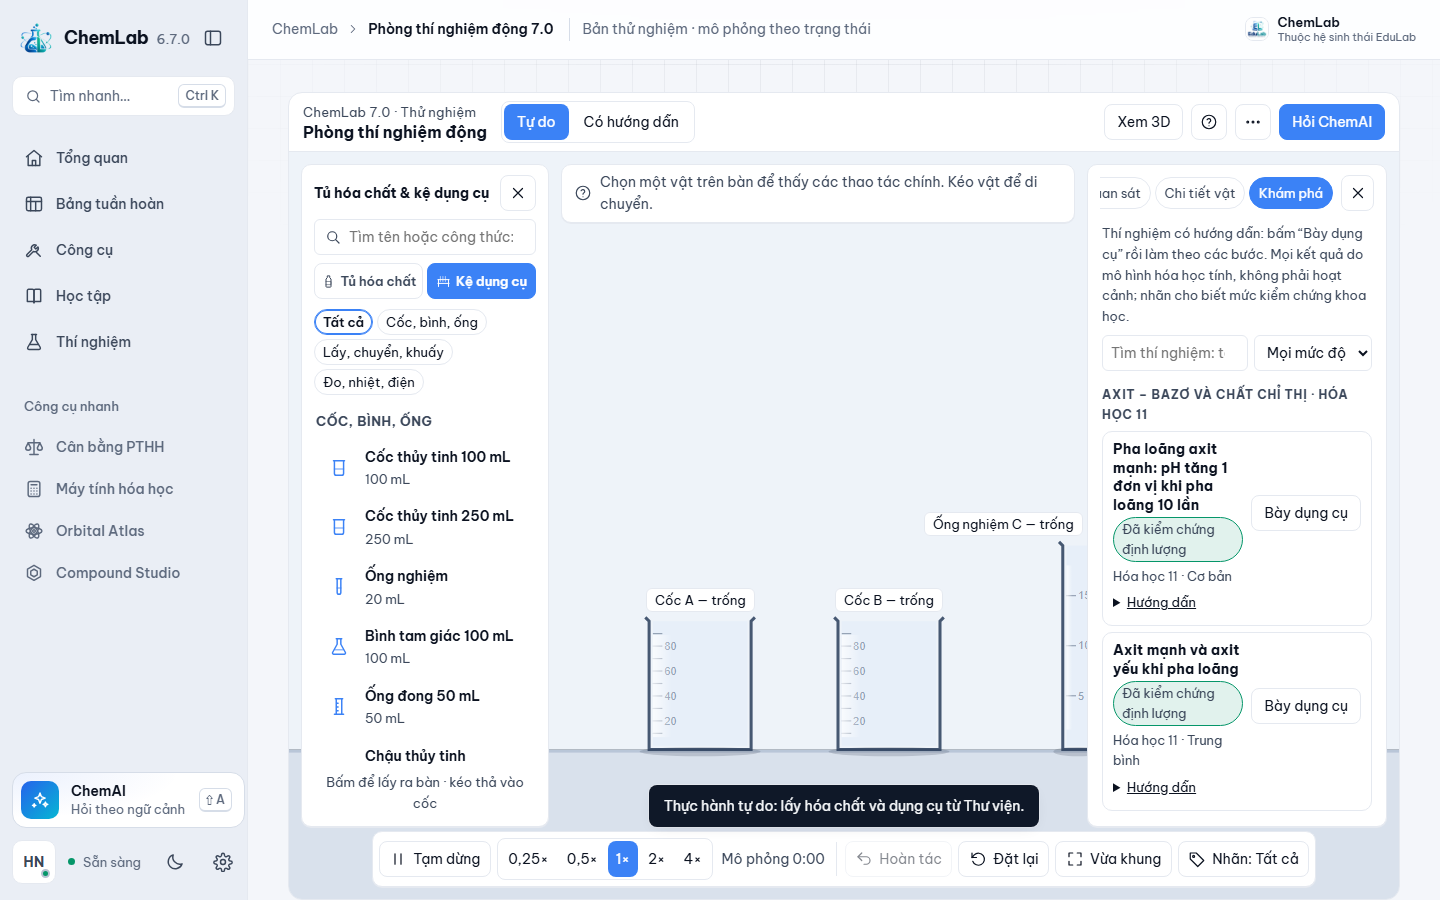 ChemLab 6.7.0
Tìm nhanh... Ctrl K
Tổng quan
Bảng tuần hoàn
Công cụ
Học tập
Thí nghiệm
Công cụ nhanh
Cân bằng PTHH
Máy tính hóa học
Orbital Atlas
Compound Studio
ChemAI
Hỏi theo ngữ cảnh
⇧ A
HN
Sẵn sàng
ChemLab > Phòng thí nghiệm động 7.0 Bản thử nghiệm · mô phỏng theo trạng thái
ChemLab
Thuộc hệ sinh thái EduLab
ChemLab 7.0 · Thử nghiệm
Phòng thí nghiệm động
Tự do Có hướng dẫn
Xem 3D
Hỏi ChemAI
Tủ hóa chất & kệ dụng cụ
Tìm tên hoặc công thức:
Tủ hóa chất Kệ dụng cụ
Tất cả Cốc, bình, ống
Lấy, chuyển, khuấy
Đo, nhiệt, điện
CỐC, BÌNH, ỐNG
Cốc thủy tinh 100 mL
100 mL
Cốc thủy tinh 250 mL
250 mL
Ống nghiệm
20 mL
Bình tam giác 100 mL
100 mL
Ống đong 50 mL
50 mL
Chậu thủy tinh
Bấm để lấy ra bàn · kéo thả vào
cốc
Chọn một vật trên bàn để thấy các thao tác chính. Kéo vật để di
chuyển.
Ống nghiệm C — trống
Cốc A — trống
Cốc B — trống
80
60
40
20
80
60
40
20
15
10
5
Thực hành tự do: lấy hóa chất và dụng cụ từ Thư viện.
uan sát Chi tiết vật Khám phá
Thí nghiệm có hướng dẫn: bấm “Bày dụng
cụ” rồi làm theo các bước. Mọi kết quả do
mô hình hóa học tính, không phải hoạt
cảnh; nhãn cho biết mức kiểm chứng khoa
học.
Tìm thí nghiệm: t
Mọi mức độ
AXIT – BAZƠ VÀ CHẤT CHỈ THỊ · HÓA
HỌC 11
Pha loãng axit
mạnh: pH tăng 1
đơn vị khi pha
loãng 10 lần
Đã kiểm chứng
định lượng
Hóa học 11 · Cơ bản
Hướng dẫn
Bày dụng cụ
Axit mạnh và axit
yếu khi pha loãng
Đã kiểm chứng
định lượng
Hóa học 11 · Trung
bình
Hướng dẫn
Bày dụng cụ
Tạm dừng 0,25× 0,5× 1× 2× 4× Mô phỏng 0:00 Hoàn tác Đặt lại Vừa khung Nhãn: Tất cả